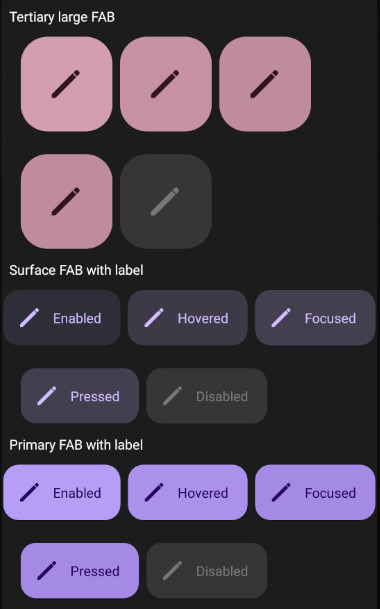 Tertiary large FAB
Surface FAB with label
Enabled
Hovered
Focused
Pressed
Disabled
Primary FAB with label
Enabled
Hovered
Focused
Pressed
Disabled